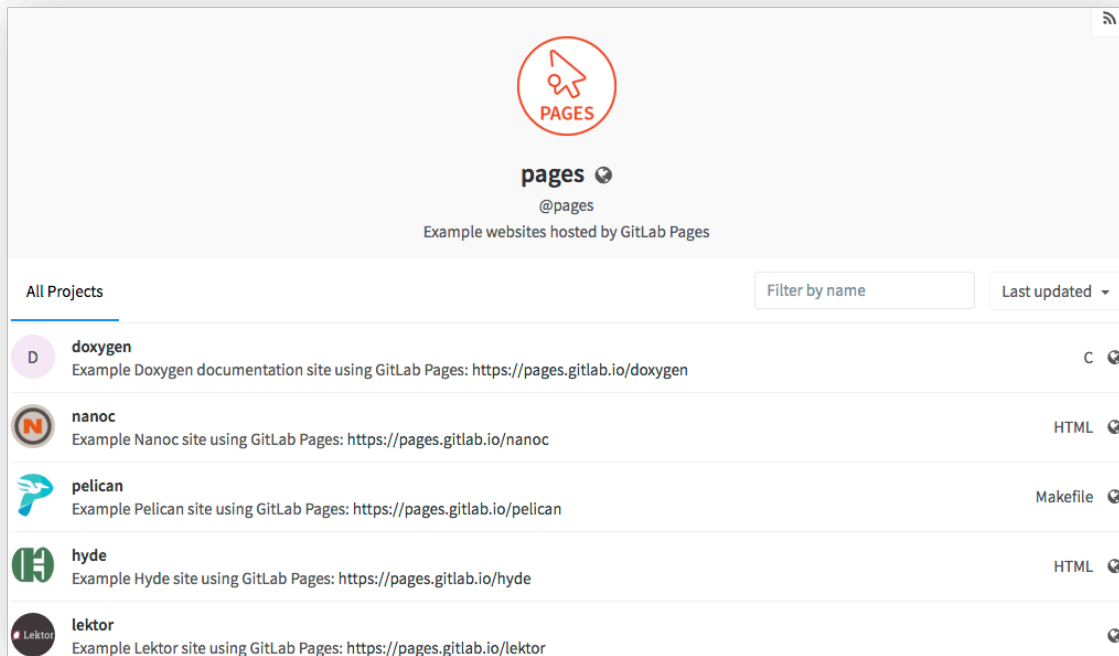 PAGES
pages
@pages
Example websites hosted by GitLab Pages
All Projects
Filter by name
Last updated
D
doxygen
Example Doxygen documentation site using GitLab Pages: https://pages.gitlab.io/doxygen
C
N
nanoc
Example Nanoc site using GitLab Pages: https://pages.gitlab.io/nanoc
HTML
pelican
Example Pelican site using GitLab Pages: https://pages.gitlab.io/pelican
Makefile
hyde
Example Hyde site using GitLab Pages: https://pages.gitlab.io/hyde
HTML
Lektor
lektor
Example Lektor site using GitLab Pages: https://pages.gitlab.io/lektor